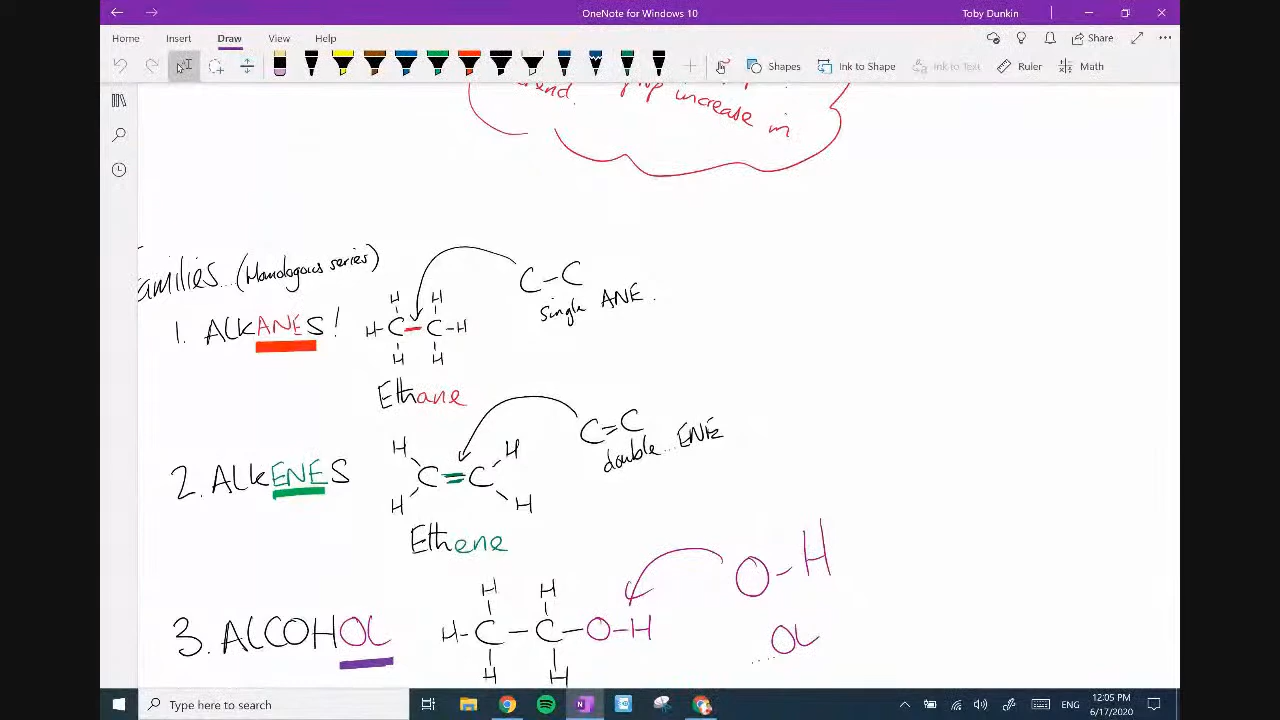 OneNote for Windows 10
Toby Dunkin
Home Insert Draw View Help
Share
Shapes Ink to Shape Ink to Text Ruler Math
increase in
Families... (Homologous series)
1. ALKANES!
H H
H-C-C-H
H H
Ethane
C-C
single ANE.
2. ALKENES
H H
C=C
H H
Ethene
C=C
double... ENE
3. ALCOHOL
H H
H-C-C-O-H
H H
O-H
...OL
Type here to search
ENG
12:05 PM
6/17/2020